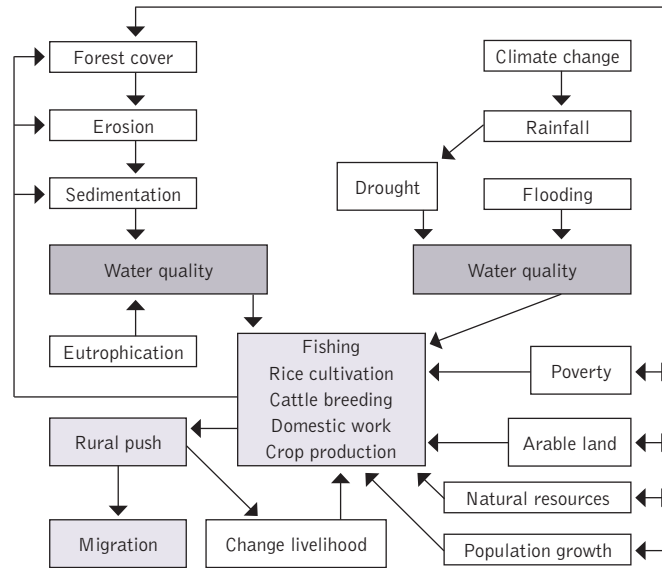 Forest cover
Climate change
Erosion
Rainfall
Sedimentation
Drought
Flooding
Water quality
Water quality
Eutrophication
Fishing
Rice cultivation
Cattle breeding
Domestic work
Crop production
Poverty
Rural push
Arable land
Natural resources
Migration
Change livelihood
Population growth